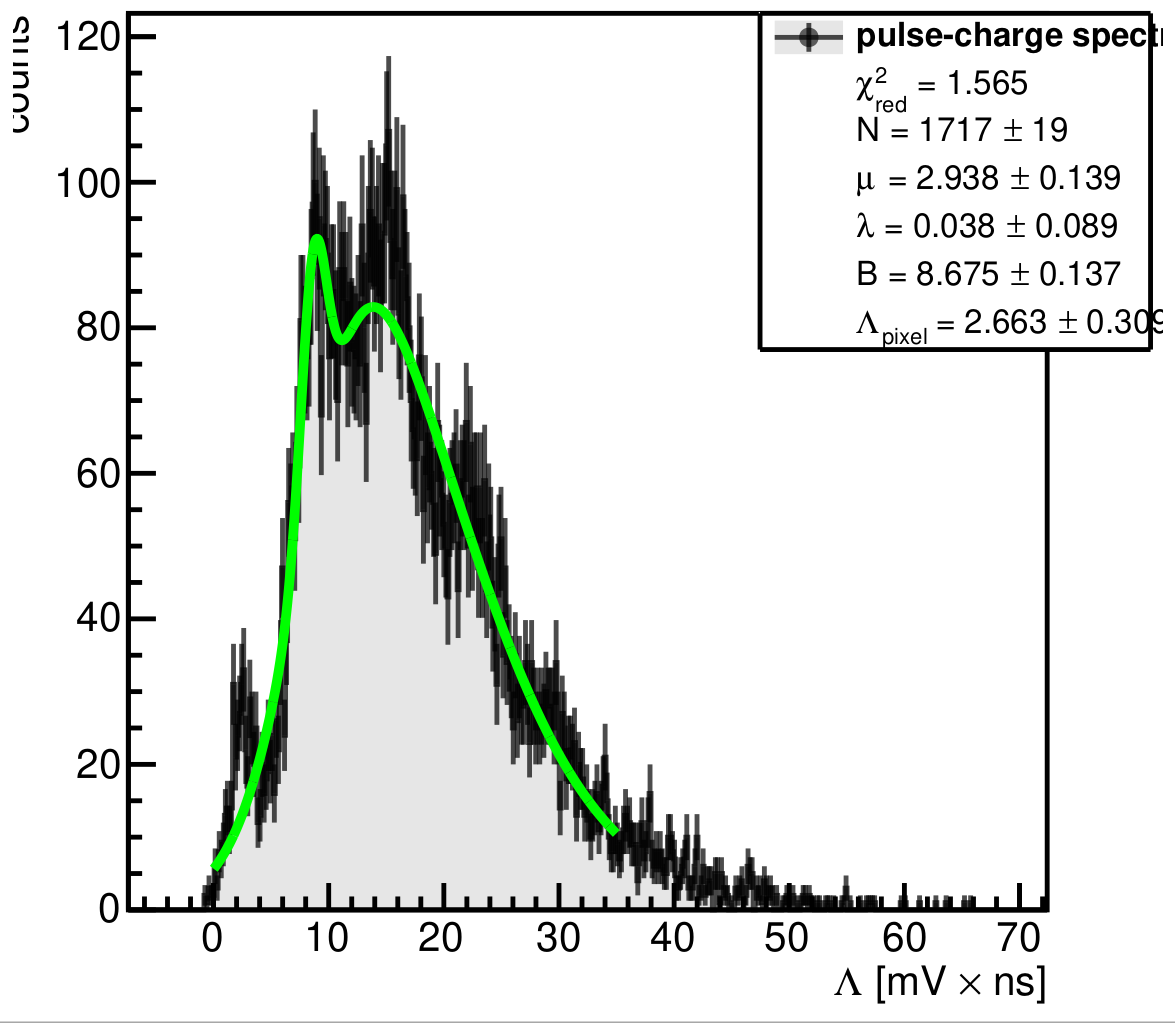 counts
120
100
80
60
40
20
0
pulse-charge spect
χ²red = 1.565
N = 1717 ± 19
μ = 2.938 ± 0.139
λ = 0.038 ± 0.089
B = 8.675 ± 0.137
Λpixel = 2.663 ± 0.309
0 10 20 30 40 50 60 70
Λ [mV × ns]